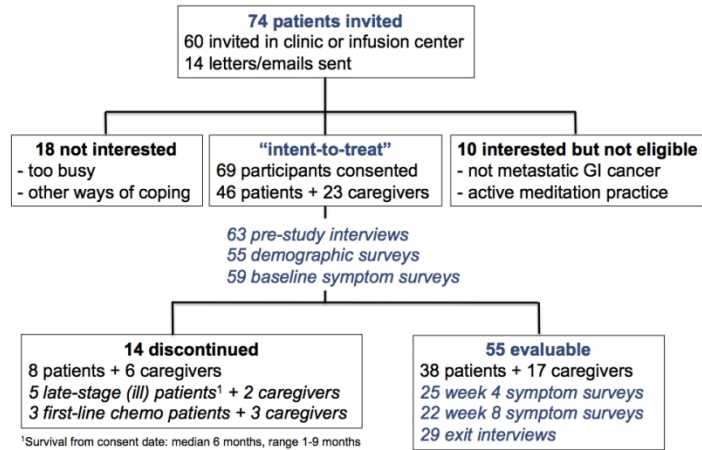 74 patients invited
60 invited in clinic or infusion center
14 letters/emails sent
18 not interested
- too busy
- other ways of coping
“intent-to-treat”
69 participants consented
46 patients + 23 caregivers
10 interested but not eligible
- not metastatic GI cancer
- active meditation practice
63 pre-study interviews
55 demographic surveys
59 baseline symptom surveys
14 discontinued
8 patients + 6 caregivers
5 late-stage (ill) patients¹ + 2 caregivers
3 first-line chemo patients + 3 caregivers
55 evaluable
38 patients + 17 caregivers
25 week 4 symptom surveys
22 week 8 symptom surveys
29 exit interviews
¹Survival from consent date: median 6 months, range 1-9 months